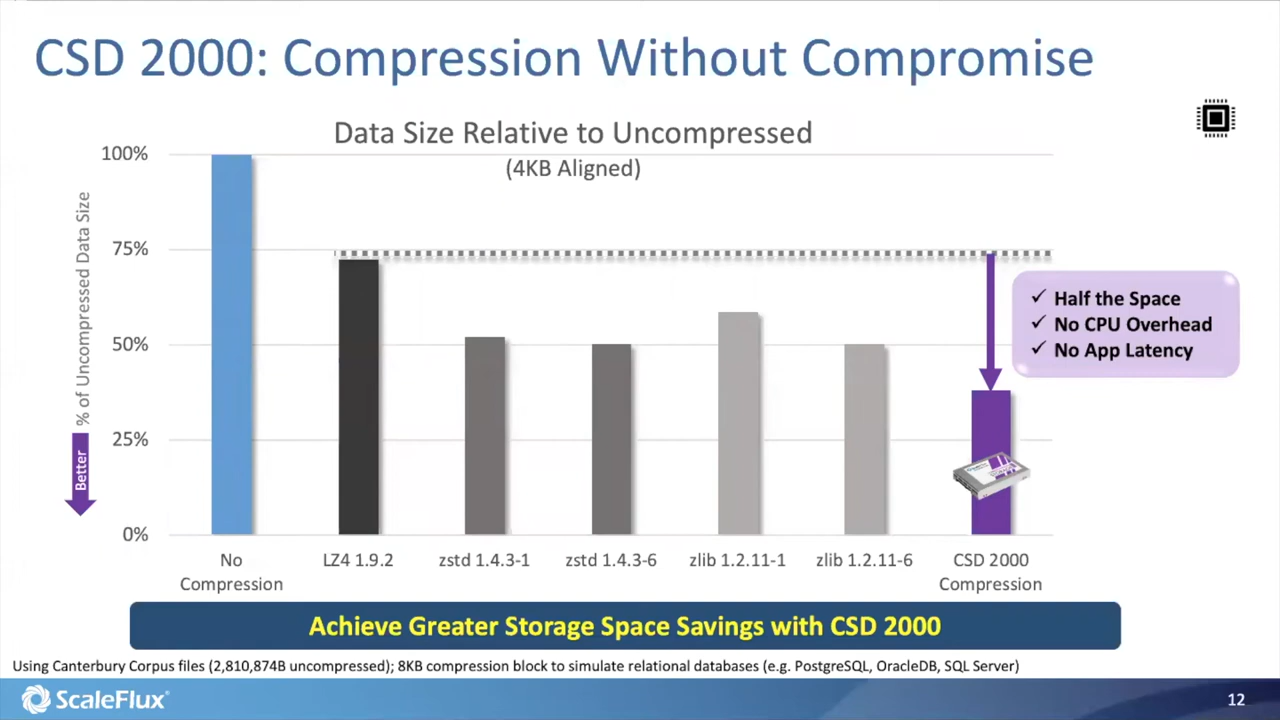 CSD 2000: Compression Without Compromise
Data Size Relative to Uncompressed
(4KB Aligned)
% of Uncompressed Data Size
Better
100%
75%
50%
25%
0%
✓ Half the Space
✓ No CPU Overhead
✓ No App Latency
No Compression
LZ4 1.9.2
zstd 1.4.3-1
zstd 1.4.3-6
zlib 1.2.11-1
zlib 1.2.11-6
CSD 2000 Compression
Achieve Greater Storage Space Savings with CSD 2000
Using Canterbury Corpus files (2,810,874B uncompressed); 8KB compression block to simulate relational databases (e.g. PostgreSQL, OracleDB, SQL Server)
ScaleFlux
12